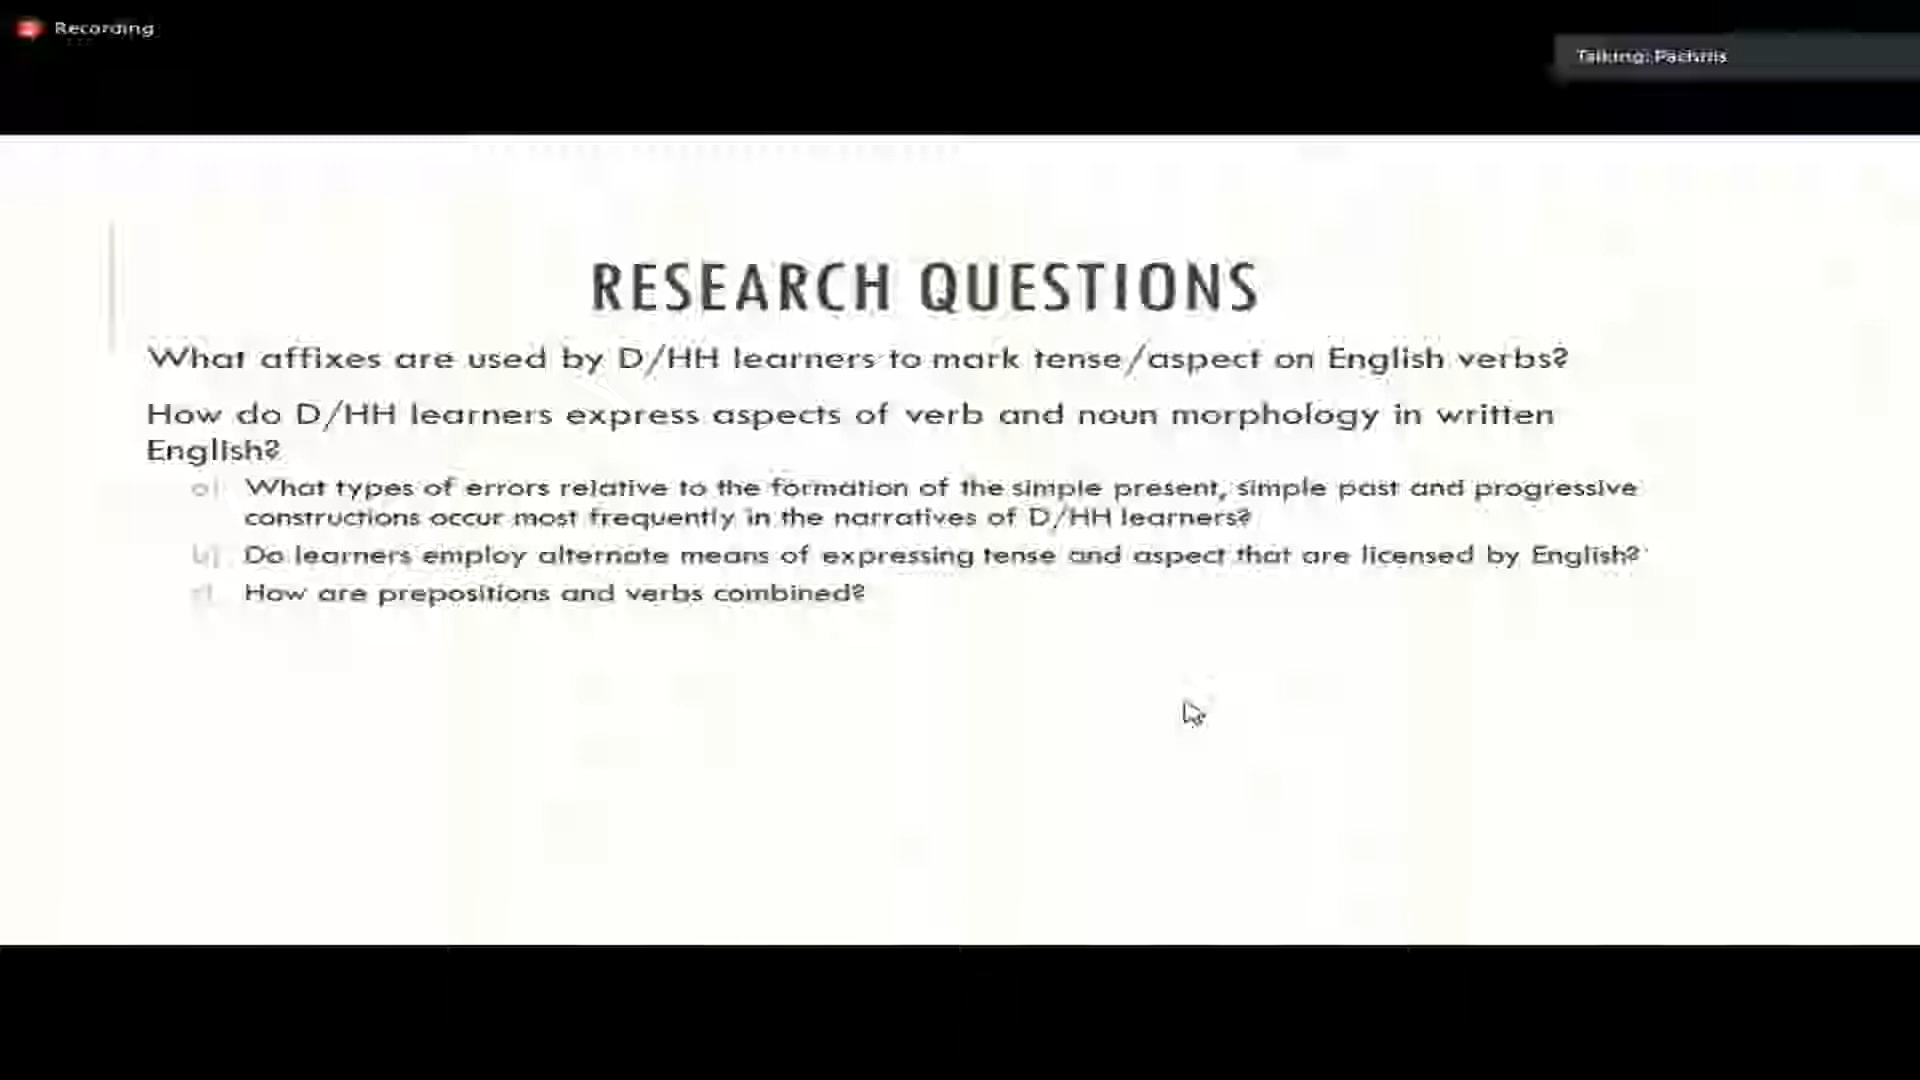 Recording
Talking:
RESEARCH QUESTIONS
What affixes are used by D/HH learners to mark tense/aspect on English verbs?
How do D/HH learners express aspects of verb and noun morphology in written
English?
a) What types of errors relative to the formation of the simple present, simple past and progressive
constructions occur most frequently in the narratives of D/HH learners?
b) Do learners employ alternate means of expressing tense and aspect that are licensed by English?
c) How are prepositions and verbs combined?